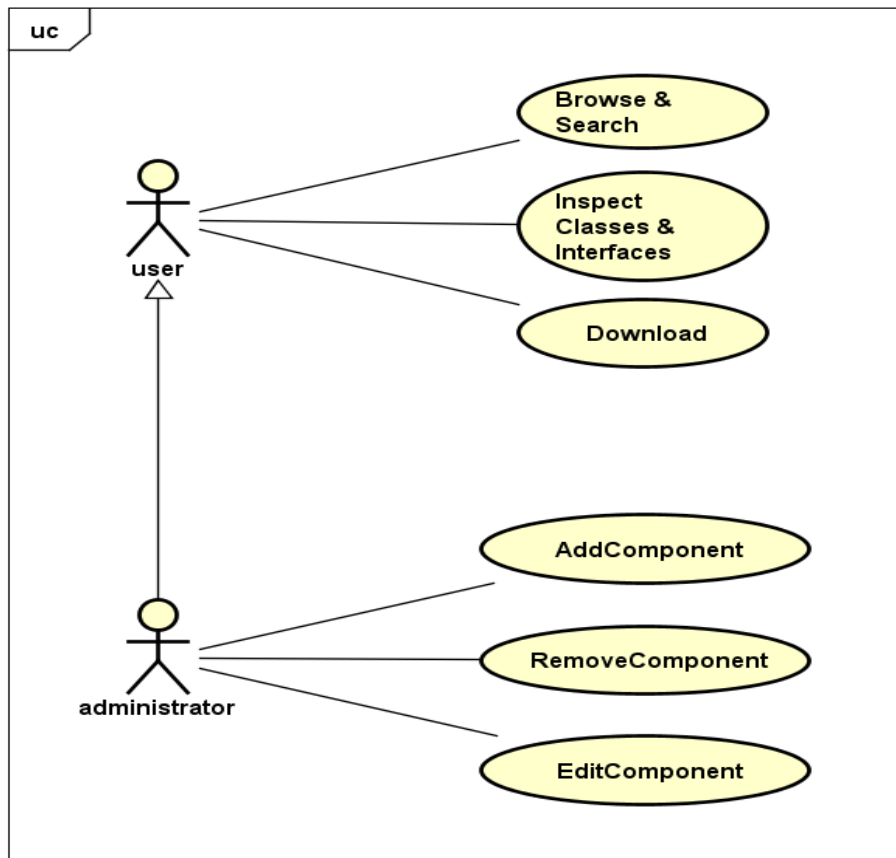 uc
Browse &
Search
Inspect
Classes &
Interfaces
user
Download
AddComponent
RemoveComponent
administrator
EditComponent